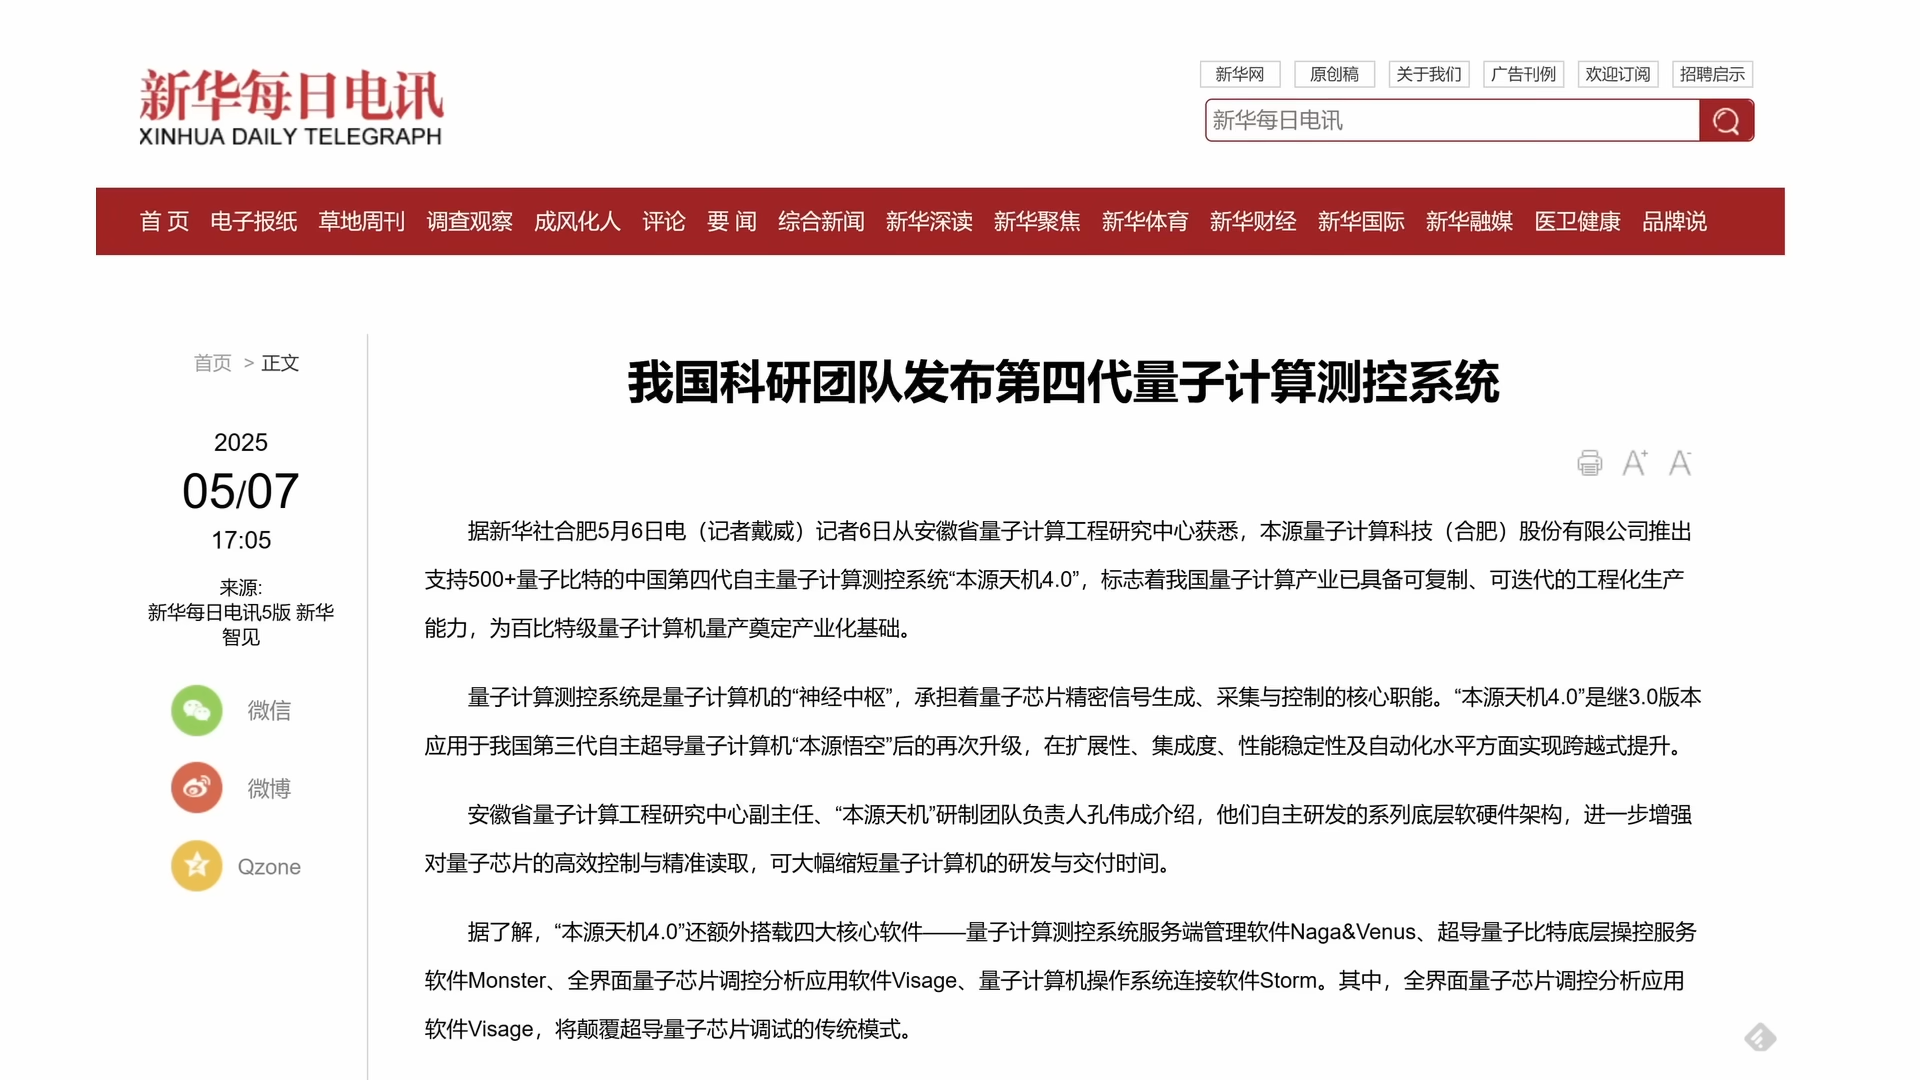 新华每日电讯
XINHUA DAILY TELEGRAPH
新华网 原创稿 关于我们 广告刊例 欢迎订阅 招聘启示
新华每日电讯
首 页 电子报纸 草地周刊 调查观察 成风化人 评论 要 闻 综合新闻 新华深读 新华聚焦 新华体育 新华财经 新华国际 新华融媒 医卫健康 品牌说
首页 > 正文
2025
05/07
17:05
来源:
新华每日电讯5版 新华
智见
微信
微博
Qzone
我国科研团队发布第四代量子计算测控系统
A+ A-
据新华社合肥5月6日电（记者戴威）记者6日从安徽省量子计算工程研究中心获悉，本源量子计算科技（合肥）股份有限公司推出
支持500+量子比特的中国第四代自主量子计算测控系统“本源天机4.0”，标志着我国量子计算产业已具备可复制、可迭代的工程化生产
能力，为百比特级量子计算机量产奠定产业化基础。
量子计算测控系统是量子计算机的“神经中枢”，承担着量子芯片精密信号生成、采集与控制的核心职能。“本源天机4.0”是继3.0版本
应用于我国第三代自主超导量子计算机“本源悟空”后的再次升级，在扩展性、集成度、性能稳定性及自动化水平方面实现跨越式提升。
安徽省量子计算工程研究中心副主任、“本源天机”研制团队负责人孔伟成介绍，他们自主研发的系列底层软硬件架构，进一步增强
对量子芯片的高效控制与精准读取，可大幅缩短量子计算机的研发与交付时间。
据了解，“本源天机4.0”还额外搭载四大核心软件——量子计算测控系统服务端管理软件Naga&Venus、超导量子比特底层操控服务
软件Monster、全界面量子芯片调控分析应用软件Visage、量子计算机操作系统连接软件Storm。其中，全界面量子芯片调控分析应用
软件Visage，将颠覆超导量子芯片调试的传统模式。